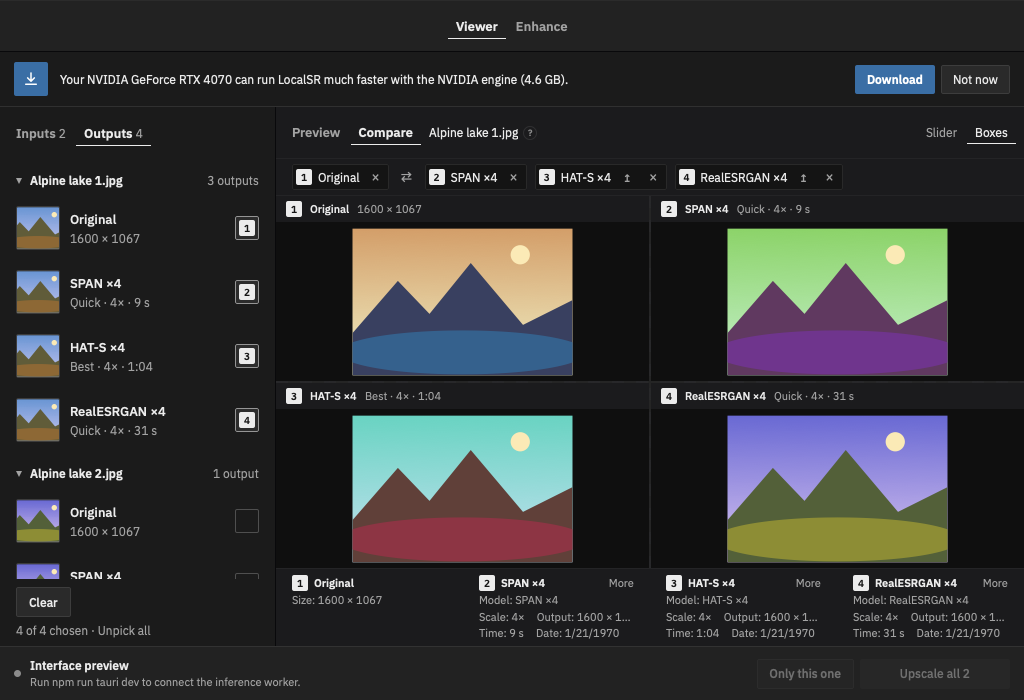 Viewer Enhance
Your NVIDIA GeForce RTX 4070 can run LocalSR much faster with the NVIDIA engine (4.6 GB). Download Not now
Inputs 2 Outputs 4
Preview Compare Alpine lake 1.jpg ? Slider Boxes
▼ Alpine lake 1.jpg 3 outputs
1 Original × ⇄ 2 SPAN ×4 × 3 HAT-S ×4 ↥ × 4 RealESRGAN ×4 ↥ ×
Original
1600 × 1067
1
SPAN ×4
Quick · 4× · 9 s
2
HAT-S ×4
Best · 4× · 1:04
3
RealESRGAN ×4
Quick · 4× · 31 s
4
▼ Alpine lake 2.jpg 1 output
Original
1600 × 1067
SPAN ×4
Clear
4 of 4 chosen · Unpick all
1 Original 1600 × 1067
2 SPAN ×4 Quick · 4× · 9 s
3 HAT-S ×4 Best · 4× · 1:04
4 RealESRGAN ×4 Quick · 4× · 31 s
1 Original
Size: 1600 × 1067
2 SPAN ×4 More
Model: SPAN ×4
Scale: 4× Output: 1600 × 1...
Time: 9 s Date: 1/21/1970
3 HAT-S ×4 More
Model: HAT-S ×4
Scale: 4× Output: 1600 × 1...
Time: 1:04 Date: 1/21/1970
4 RealESRGAN ×4 More
Model: RealESRGAN ×4
Scale: 4× Output: 1600 × 1...
Time: 31 s Date: 1/21/1970
Interface preview
Run npm run tauri dev to connect the inference worker.
Only this one Upscale all 2